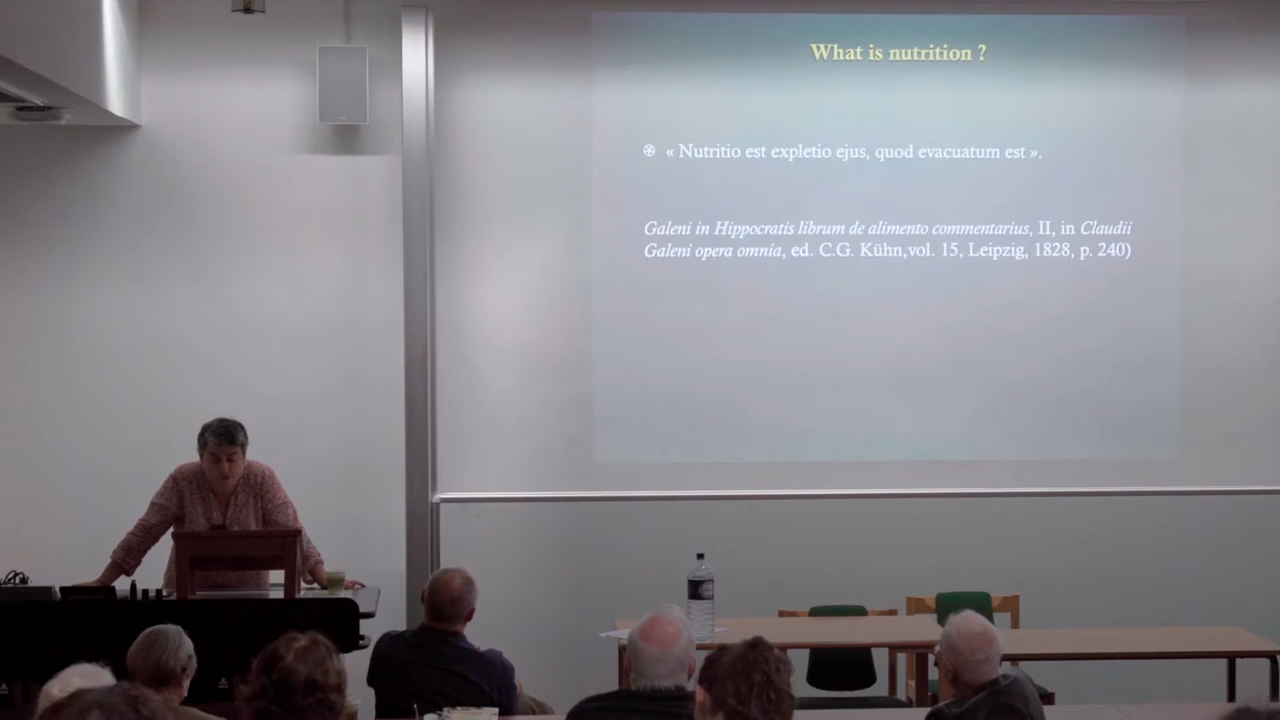 What is nutrition ?
« Nutritio est expletio ejus, quod evacuatum est ».
Galeni in Hippocratis librum de alimento commentarius, II, in Claudii
Galeni opera omnia, ed. C.G. Kühn,vol. 15, Leipzig, 1828, p. 240)